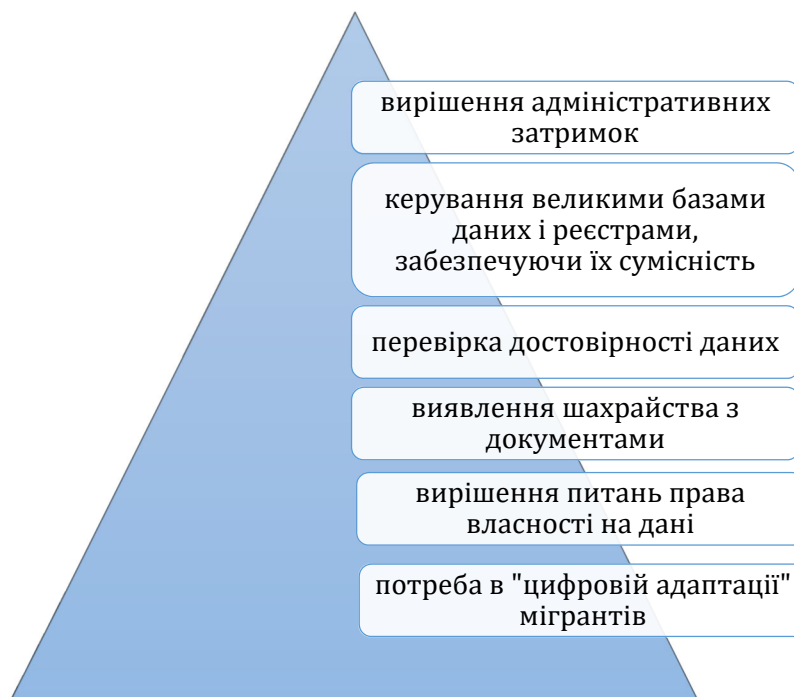 вирішення адміністративних
затримок
керування великими базами
даних і реєстрами,
забезпечуючи їх сумісність
перевірка достовірності даних
виявлення шахрайства з
документами
вирішення питань права
власності на дані
потреба в "цифровій адаптації"
мігрантів